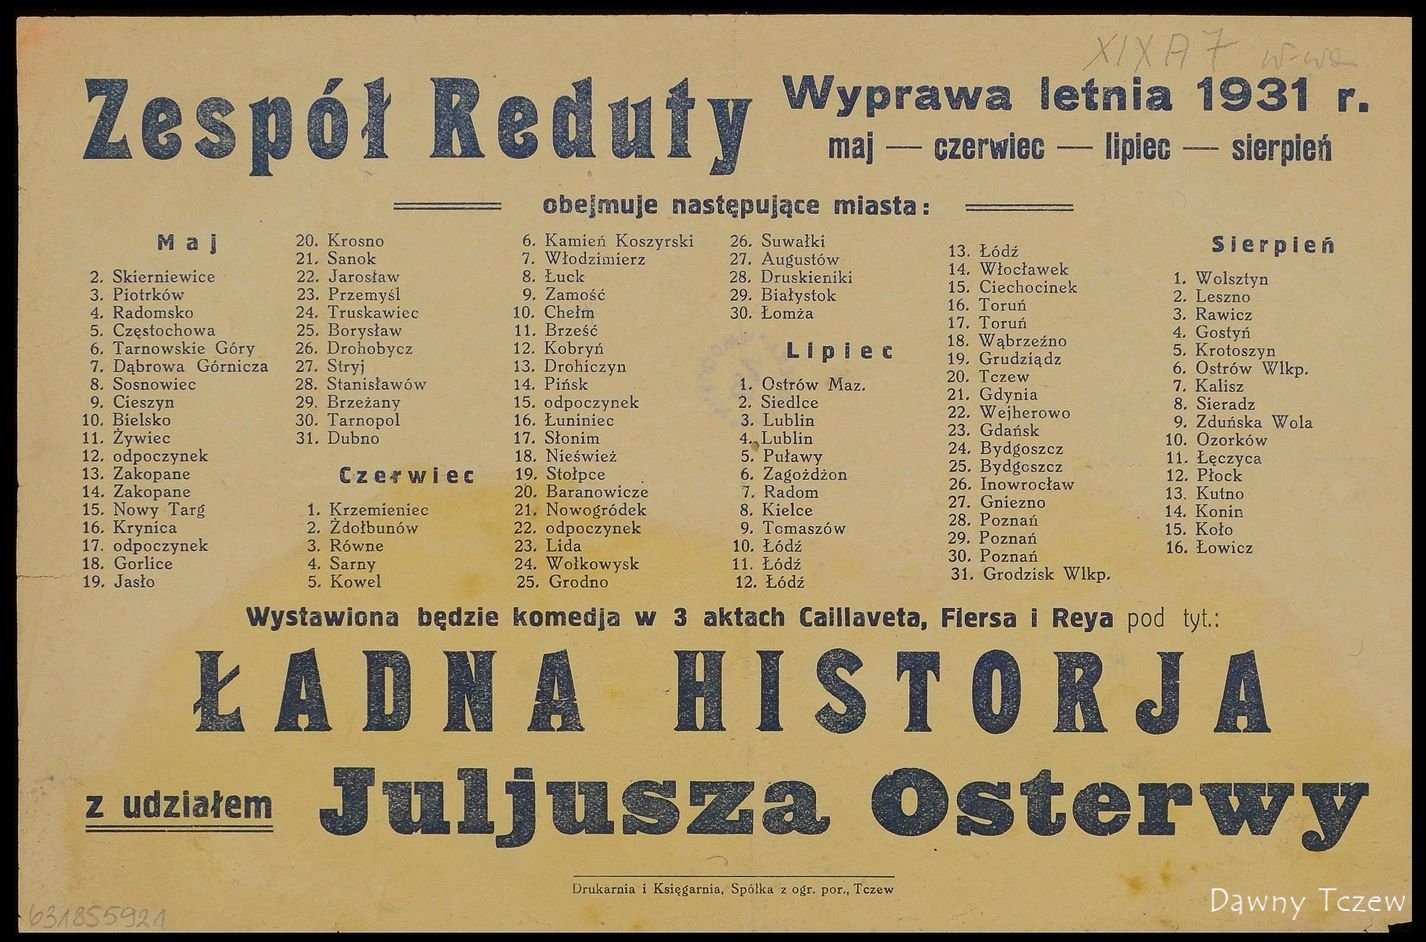 XIX A 7 W-wa
Zespół Reduty
Wyprawa letnia 1931 r.
maj — czerwiec — lipiec — sierpień
obejmuje następujące miasta:
Maj
2. Skierniewice
3. Piotrków
4. Radomsko
5. Częstochowa
6. Tarnowskie Góry
7. Dąbrowa Górnicza
8. Sosnowiec
9. Cieszyn
10. Bielsko
11. Żywiec
12. odpoczynek
13. Zakopane
14. Zakopane
15. Nowy Targ
16. Krynica
17. odpoczynek
18. Gorlice
19. Jasło
20. Krosno
21. Sanok
22. Jarosław
23. Przemyśl
24. Truskawiec
25. Borysław
26. Drohobycz
27. Stryj
28. Stanisławów
29. Brzeżany
30. Tarnopol
31. Dubno
Czerwiec
1. Krzemieniec
2. Żdołbunów
3. Równe
4. Sarny
5. Kowel
6. Kamień Koszyrski
7. Włodzimierz
8. Łuck
9. Zamość
10. Chełm
11. Brześć
12. Kobryń
13. Drohiczyn
14. Pińsk
15. odpoczynek
16. Łuniniec
17. Słonim
18. Nieśwież
19. Stołpce
20. Baranowicze
21. Nowogródek
22. odpoczynek
23. Lida
24. Wołkowysk
25. Grodno
26. Suwałki
27. Augustów
28. Druskieniki
29. Białystok
30. Łomża
Lipiec
1. Ostrów Maz.
2. Siedlce
3. Lublin
4. Lublin
5. Puławy
6. Zagożdżon
7. Radom
8. Kielce
9. Tomaszów
10. Łódź
11. Łódź
12. Łódź
13. Łódź
14. Włocławek
15. Ciechocinek
16. Toruń
17. Toruń
18. Wąbrzeźno
19. Grudziądz
20. Tczew
21. Gdynia
22. Wejherowo
23. Gdańsk
24. Bydgoszcz
25. Bydgoszcz
26. Inowrocław
27. Gniezno
28. Poznań
29. Poznań
30. Poznań
31. Grodzisk Wlkp.
Sierpień
1. Wolsztyn
2. Leszno
3. Rawicz
4. Gostyń
5. Krotoszyn
6. Ostrów Wlkp.
7. Kalisz
8. Sieradz
9. Zduńska Wola
10. Ozorków
11. Łęczyca
12. Płock
13. Kutno
14. Konin
15. Koło
16. Łowicz
Wystawiona będzie komedja w 3 aktach Caillaveta, Flersa i Reya pod tyt.:
ŁADNA HISTORJA
z udziałem Juljusza Osterwy
Drukarnia i Księgarnia, Spółka z ogr. por., Tczew
631855921
Dawny Tczew